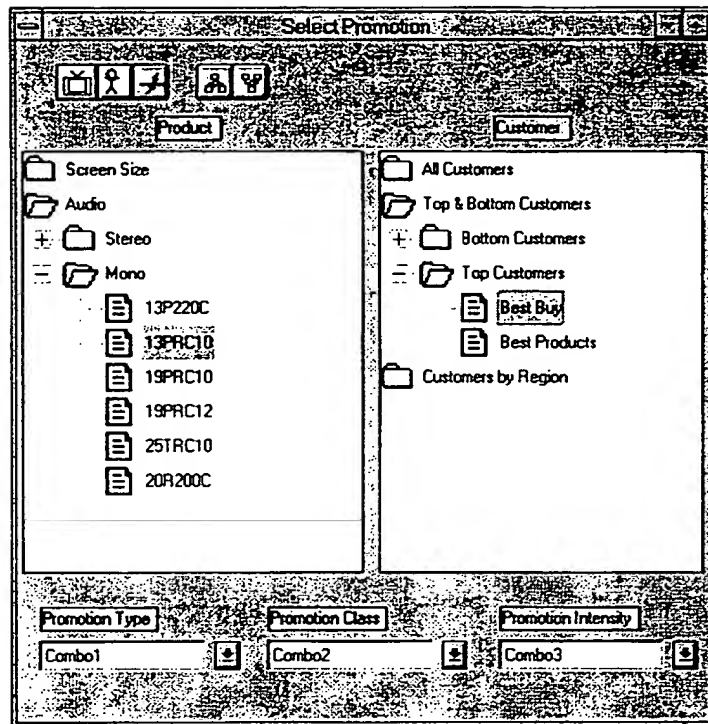 Select Promotion
Product
Customer
Screen Size
Audio
Stereo
Mono
13P220C
13PRC10
19PRC10
19PRC12
25TRC10
20R200C
All Customers
Top & Bottom Customers
Bottom Customers
Top Customers
Best Buy
Best Products
Customers by Region
Promotion Type
Promotion Class
Promotion Intensity
Combo1
Combo2
Combo3